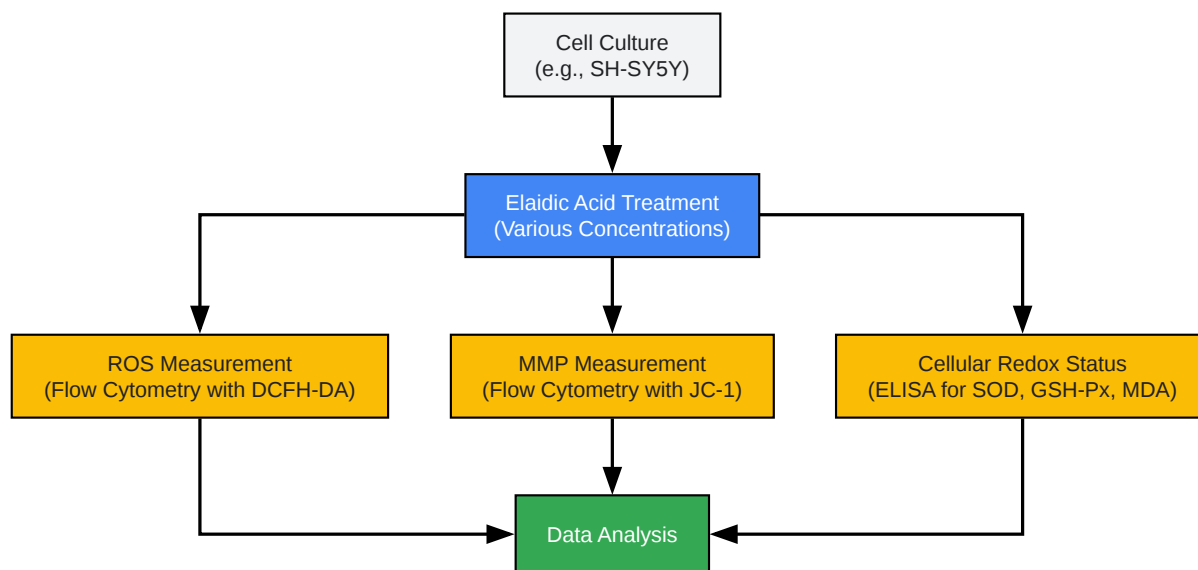 Cell Culture
(e.g., SH-SY5Y)
Elaidic Acid Treatment
(Various Concentrations)
ROS Measurement
(Flow Cytometry with DCFH-DA)
MMP Measurement
(Flow Cytometry with JC-1)
Cellular Redox Status
(ELISA for SOD, GSH-Px, MDA)
Data Analysis